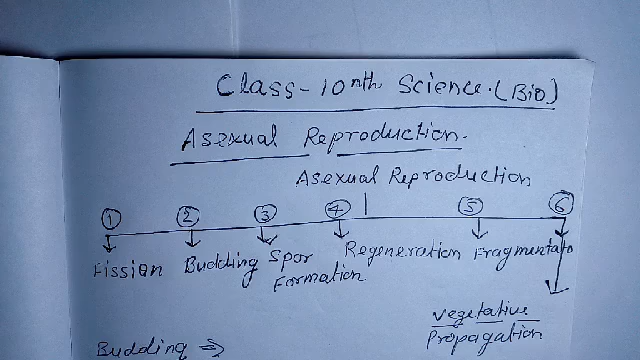 Class-10nth Science.(Bio)
Asexual Reproduction.
Asexual Reproduction
1 2 3 4 5 6
Fission Budding Spor Formation Regeneration Fragmentatio
vegetative
Propagation
Budding ⇒